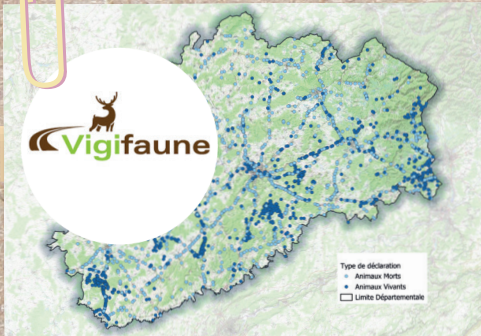 Vigifaune
Type de déclaration
Animaux Morts
Animaux Vivants
Limite Départementale